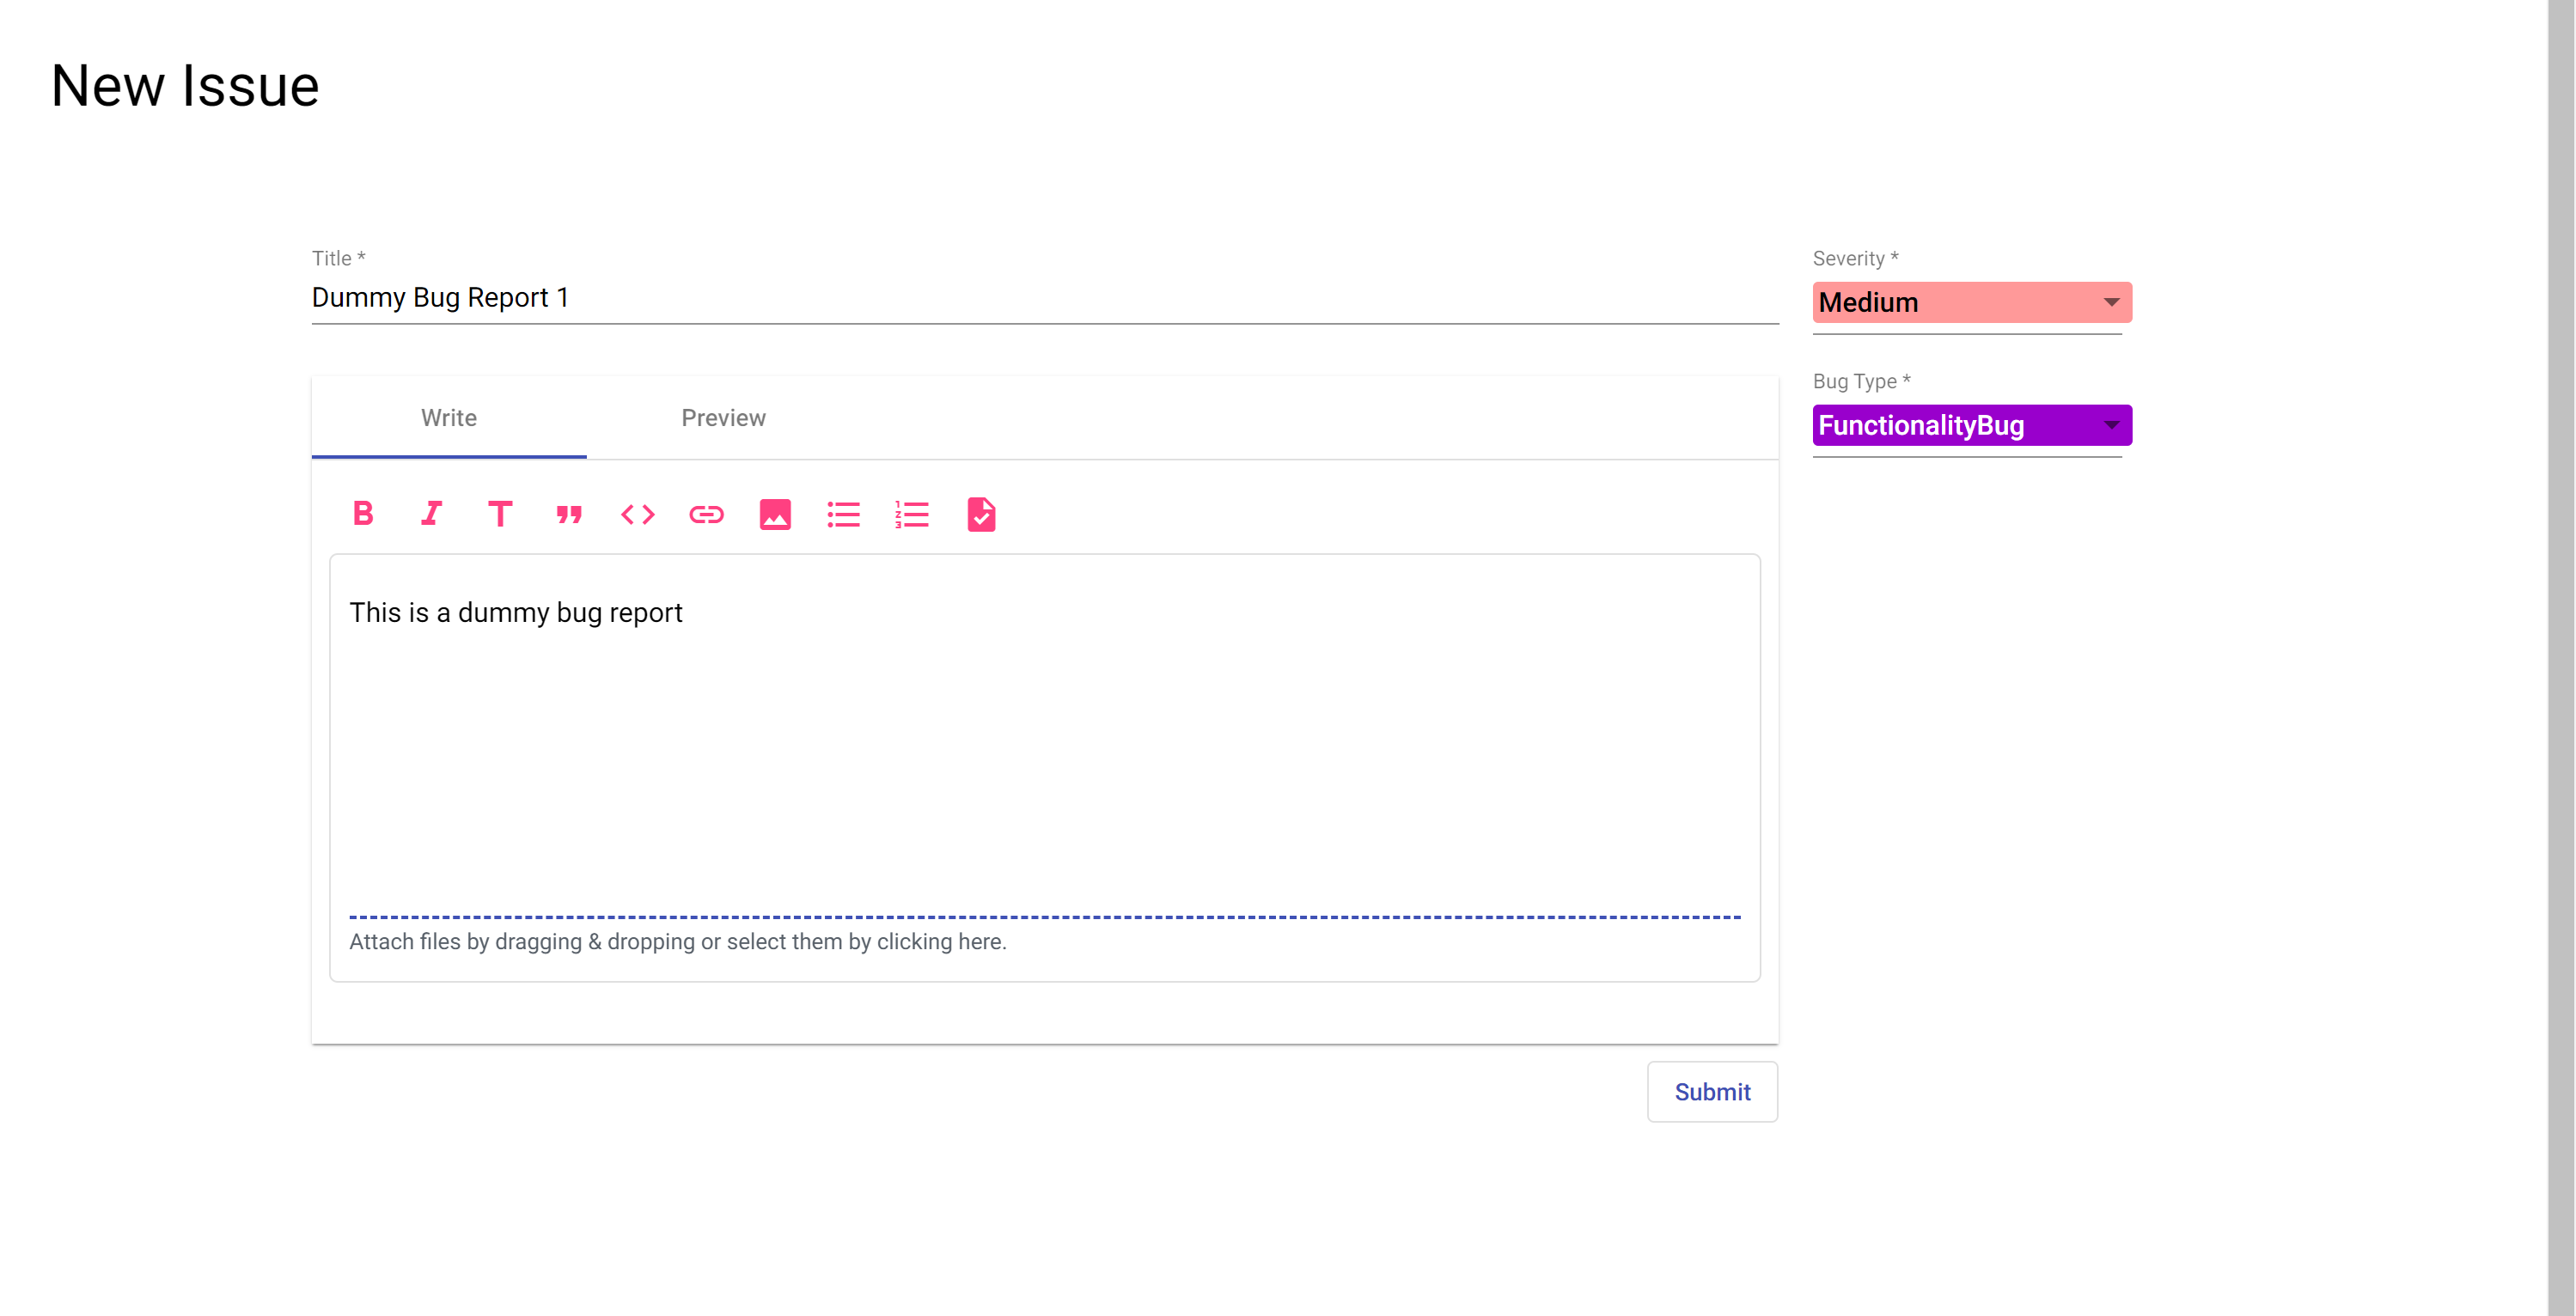 New Issue
Title *
Dummy Bug Report 1
Severity *
Medium
Bug Type *
FunctionalityBug
Write Preview
This is a dummy bug report
Attach files by dragging & dropping or select them by clicking here.
Submit